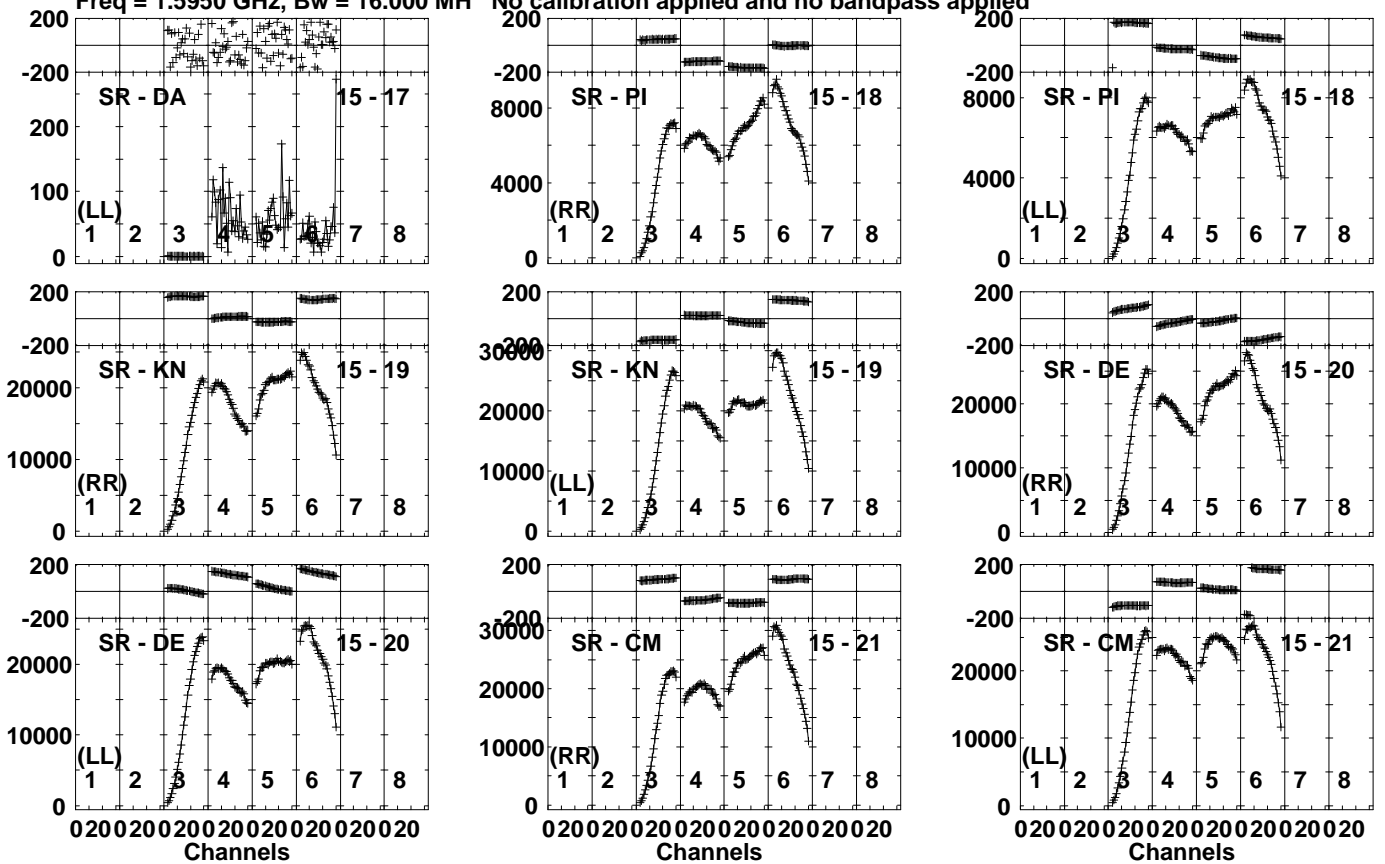 Freq = 1.5950 GHz, Bw = 16.000 MH No calibration applied and no bandpass applied
200
-200
SR - DA 15 - 17
200
100
0
(LL)
1 2 3 4 5 6 7 8
200
-200
SR - PI 15 - 18
8000
4000
0
(RR)
1 2 3 4 5 6 7 8
200
-200
SR - PI 15 - 18
8000
4000
0
(LL)
1 2 3 4 5 6 7 8
200
-200
SR - KN 15 - 19
20000
10000
0
(RR)
1 2 3 4 5 6 7 8
200
-200
30000
SR - KN 15 - 19
20000
10000
0
(LL)
1 2 3 4 5 6 7 8
200
-200
SR - DE 15 - 20
20000
10000
0
(RR)
1 2 3 4 5 6 7 8
200
-200
SR - DE 15 - 20
20000
10000
0
(LL)
1 2 3 4 5 6 7 8
0 20 0 20 0 20 0 20 0 20 0 20 0 20 0 20
Channels
200
-200
30000
SR - CM 15 - 21
20000
10000
0
(RR)
1 2 3 4 5 6 7 8
0 20 0 20 0 20 0 20 0 20 0 20 0 20 0 20
Channels
200
-200
SR - CM 15 - 21
20000
10000
0
(LL)
1 2 3 4 5 6 7 8
0 20 0 20 0 20 0 20 0 20 0 20 0 20 0 20
Channels